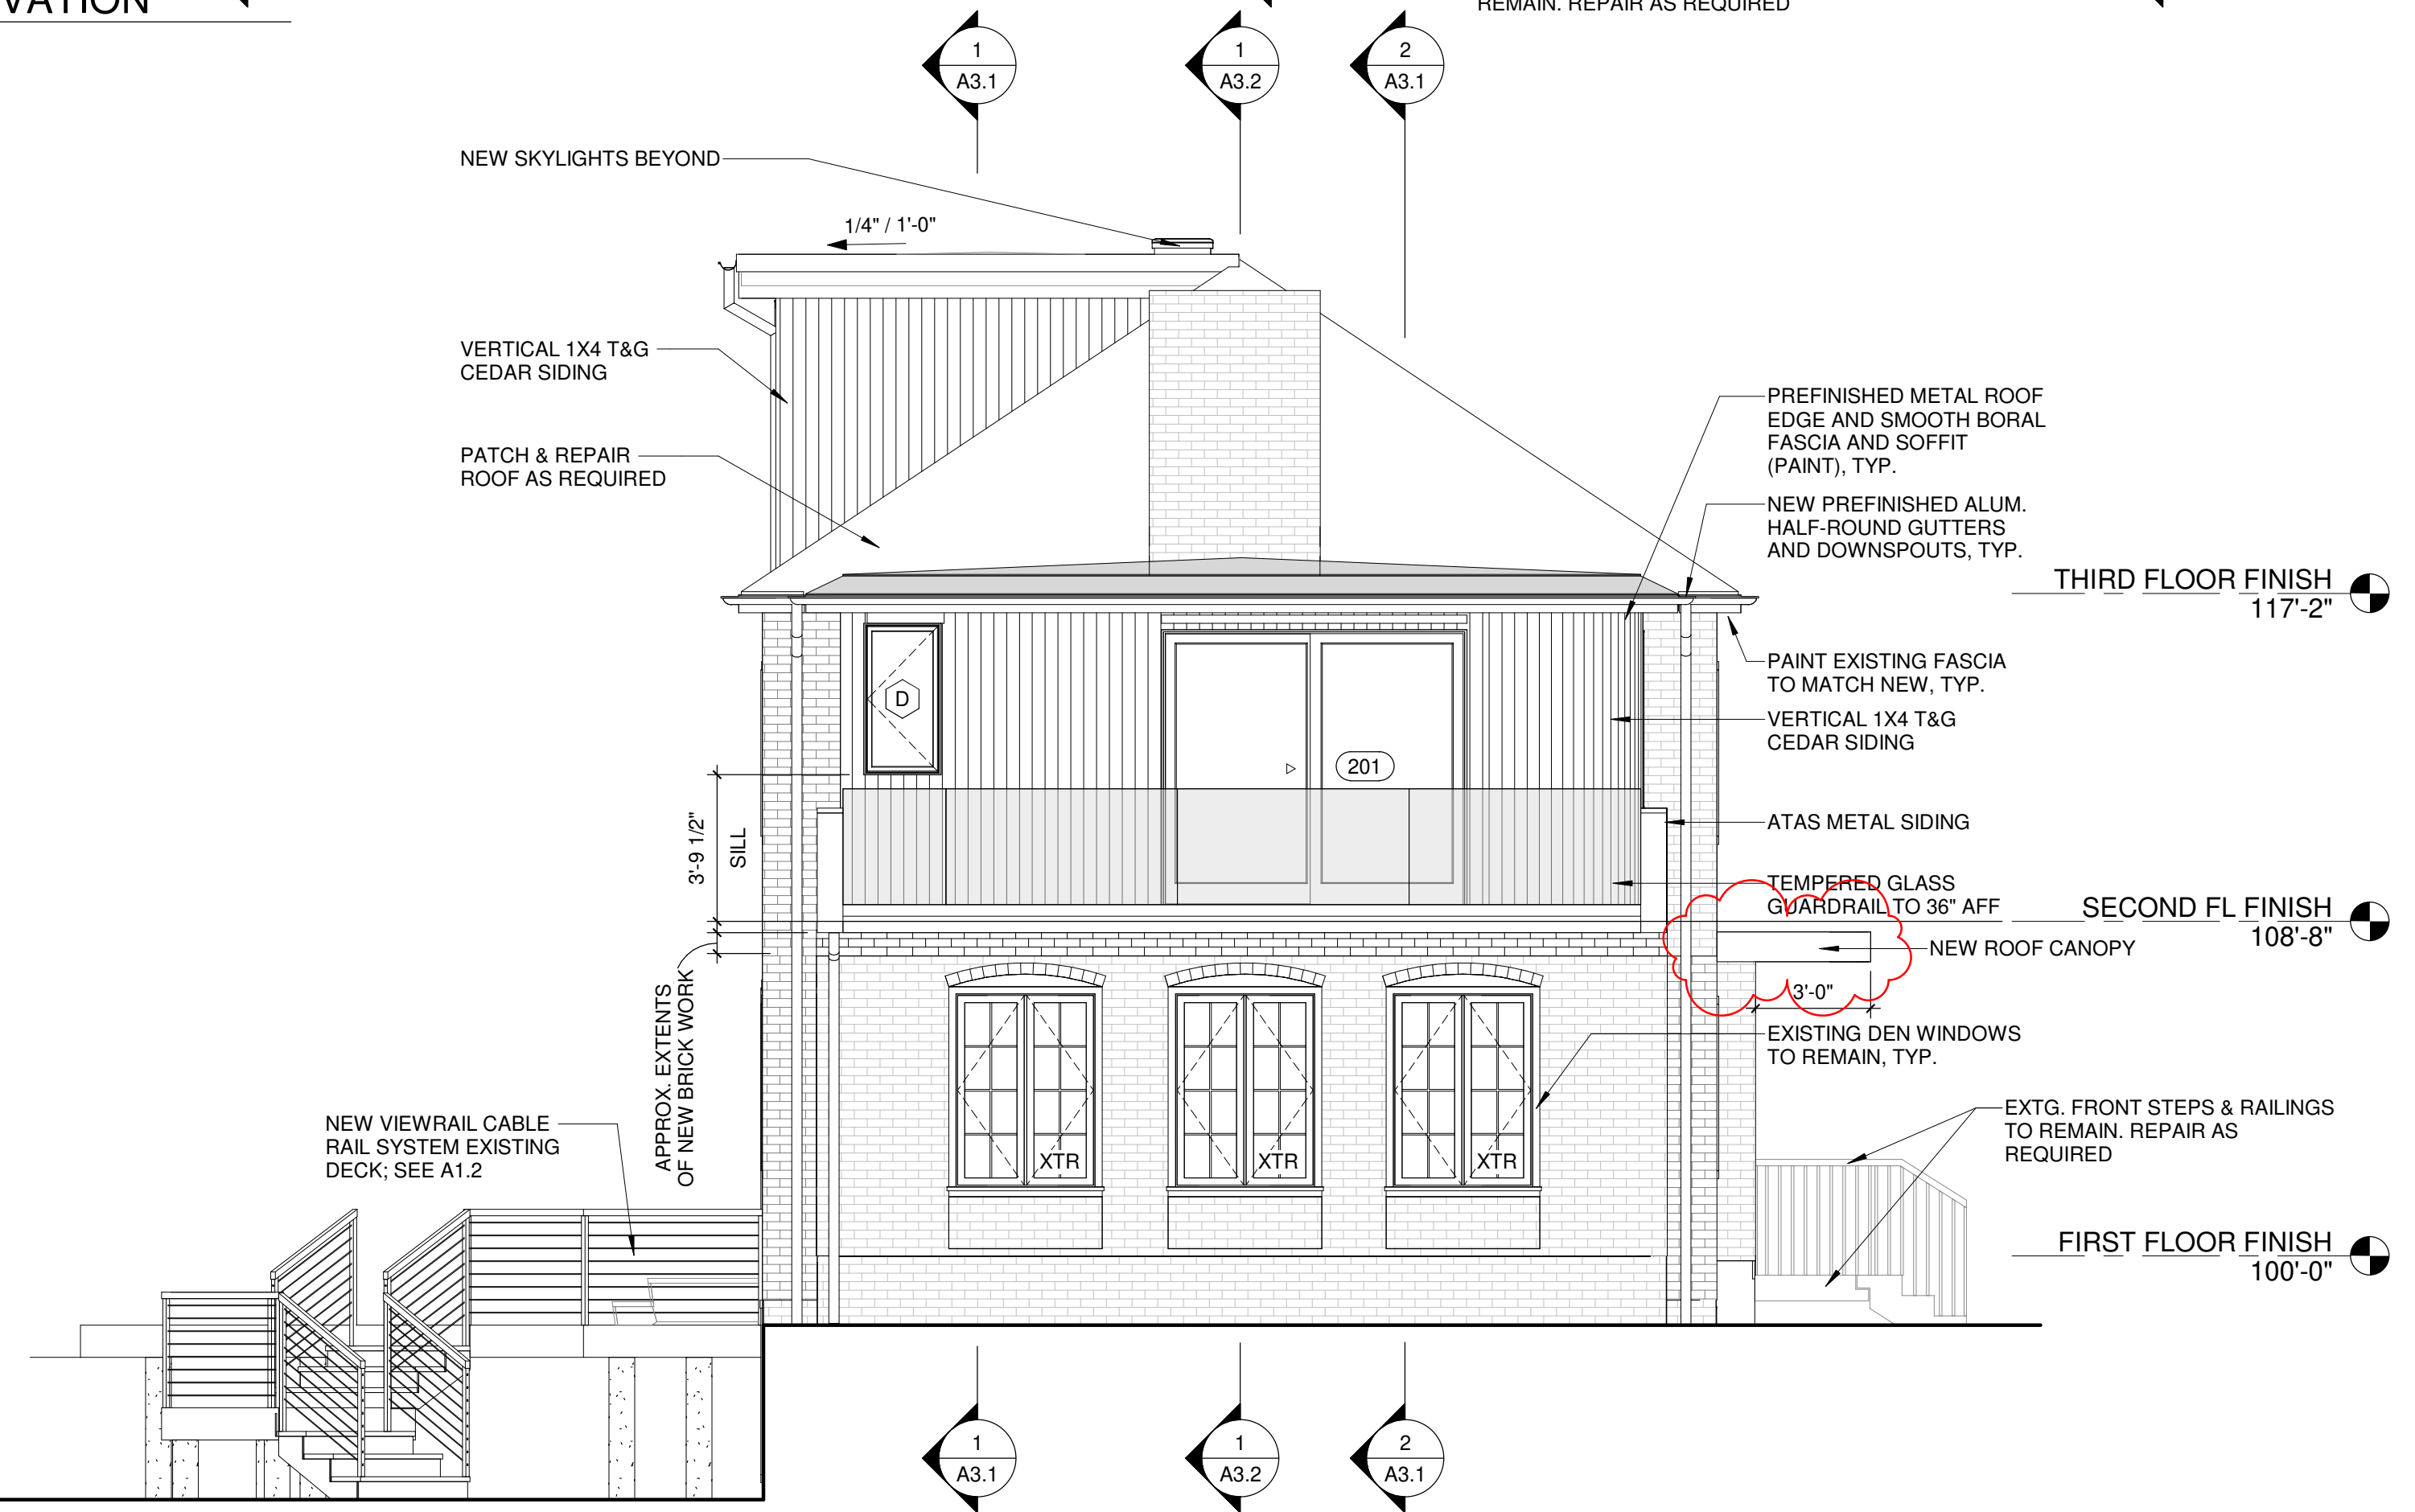 VATION
REMAIN. REPAIR AS REQUIRED
1
A3.1
1
A3.2
2
A3.1
NEW SKYLIGHTS BEYOND
1/4" / 1'-0"
VERTICAL 1X4 T&G
CEDAR SIDING
PATCH & REPAIR
ROOF AS REQUIRED
PREFINISHED METAL ROOF
EDGE AND SMOOTH BORAL
FASCIA AND SOFFIT
(PAINT), TYP.
NEW PREFINISHED ALUM.
HALF-ROUND GUTTERS
AND DOWNSPOUTS, TYP.
THIRD FLOOR FINISH
117'-2"
PAINT EXISTING FASCIA
TO MATCH NEW, TYP.
D
VERTICAL 1X4 T&G
CEDAR SIDING
201
3'-9 1/2"
SILL
ATAS METAL SIDING
TEMPERED GLASS
GUARDRAIL TO 36" AFF
SECOND FL FINISH
108'-8"
NEW ROOF CANOPY
3'-0"
APPROX. EXTENTS
OF NEW BRICK WORK
EXISTING DEN WINDOWS
TO REMAIN, TYP.
NEW VIEWRAIL CABLE
RAIL SYSTEM EXISTING
DECK; SEE A1.2
XTR
XTR
XTR
EXTG. FRONT STEPS & RAILINGS
TO REMAIN. REPAIR AS
REQUIRED
FIRST FLOOR FINISH
100'-0"
1
A3.1
1
A3.2
2
A3.1